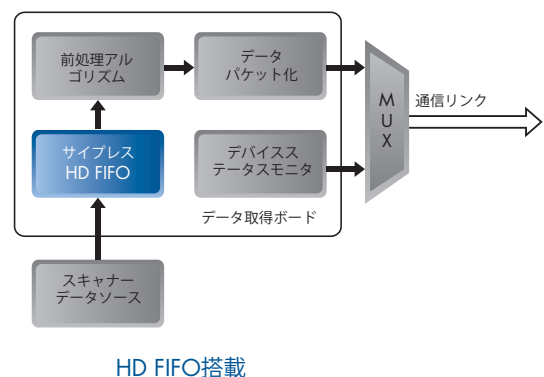 前処理アル
ゴリズム
データ
パケット化
M
U
X
通信リンク
サイプレス
HD FIFO
デバイスス
テータスモニタ
データ取得ボード
スキャナー
データソース
HD FIFO搭載